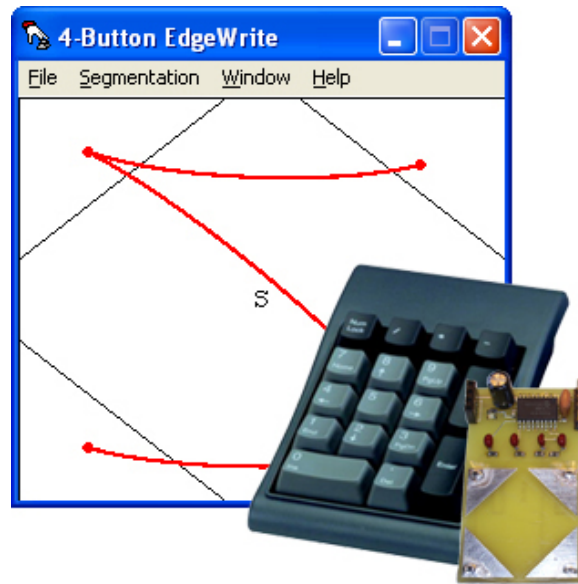 4-Button EdgeWrite
File Segmentation Window Help
S
Num Lock / * -
7 8 9
4 5 6
1 2 3
0
Enter